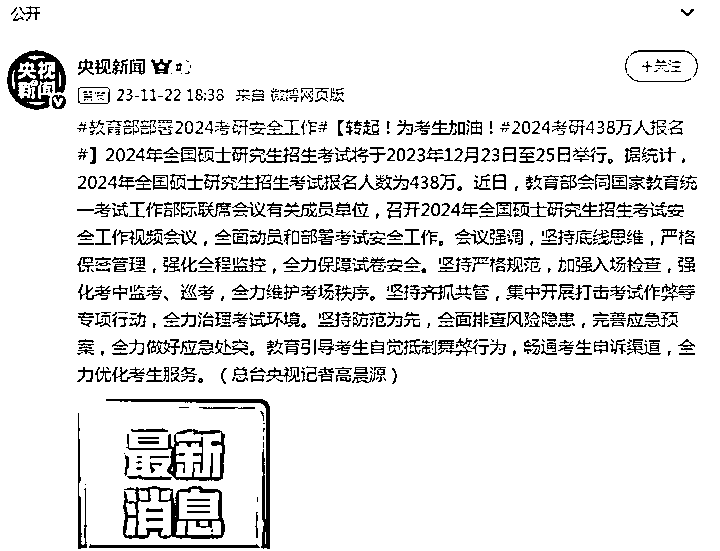 公开
央视新闻
央视新闻
+关注
23-11-22 18:38 来自 微博网页版
#教育部部署2024考研安全工作#【转起！为考生加油！#2024考研438万人报名
#】2024年全国硕士研究生招生考试将于2023年12月23日至25日举行。据统计，
2024年全国硕士研究生招生考试报名人数为438万。近日，教育部会同国家教育统
一考试工作部际联席会议有关成员单位，召开2024年全国硕士研究生招生考试安
全工作视频会议，全面动员和部署考试安全工作。会议强调，坚持底线思维，严格
保密管理，强化全程监控，全力保障试卷安全。坚持严格规范，加强入场检查，强
化考中监考、巡考，全力维护考场秩序。坚持齐抓共管，集中开展打击考试作弊等
专项行动，全力治理考试环境。坚持防范为先，全面排查风险隐患，完善应急预
案，全力做好应急处突。教育引导考生自觉抵制舞弊行为，畅通考生申诉渠道，全
力优化考生服务。（总台央视记者高晨源）
最新
消息